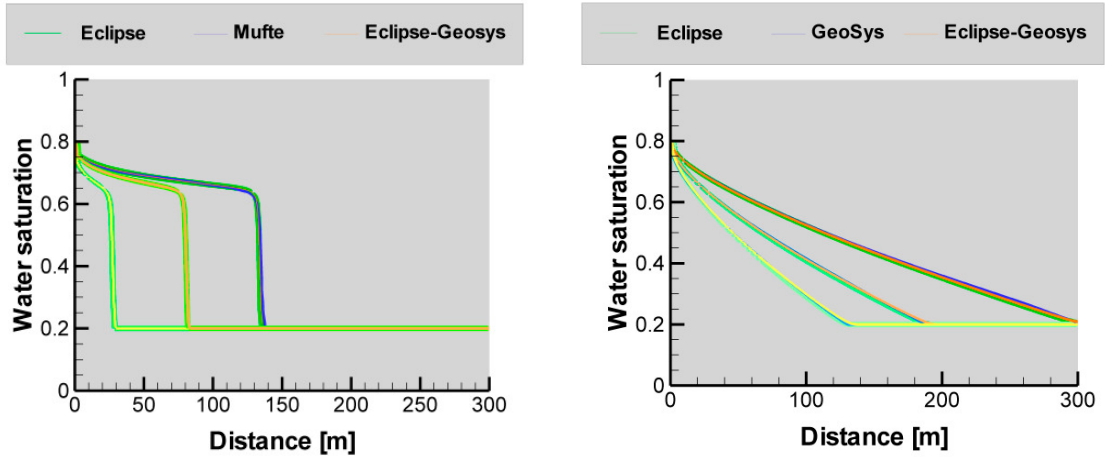 Eclipse Mufte Eclipse-Geosys
Water saturation
1
0.8
0.6
0.4
0.2
0
0 50 100 150 200 250 300
Distance [m]
Eclipse GeoSys Eclipse-Geosys
Water saturation
1
0.8
0.6
0.4
0.2
0
0 100 200 300
Distance [m]